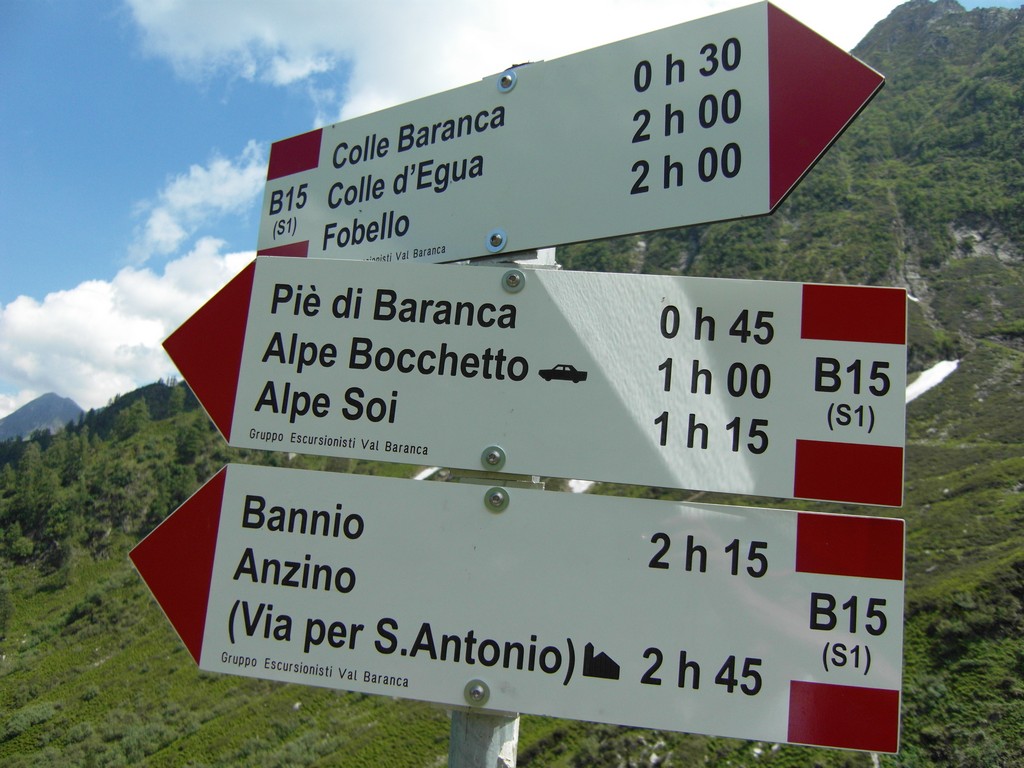 Colle Baranca 0 h 30
B15 Colle d'Egua 2 h 00
(S1) Fobello 2 h 00
Val Baranca
Piè di Baranca 0 h 45
Alpe Bocchetto 1 h 00 B15
Alpe Soi 1 h 15 (S1)
Gruppo Escursionisti Val Baranca
Bannio 2 h 15
Anzino B15
(Via per S.Antonio) 2 h 45 (S1)
Gruppo Escursionisti Val Baranca